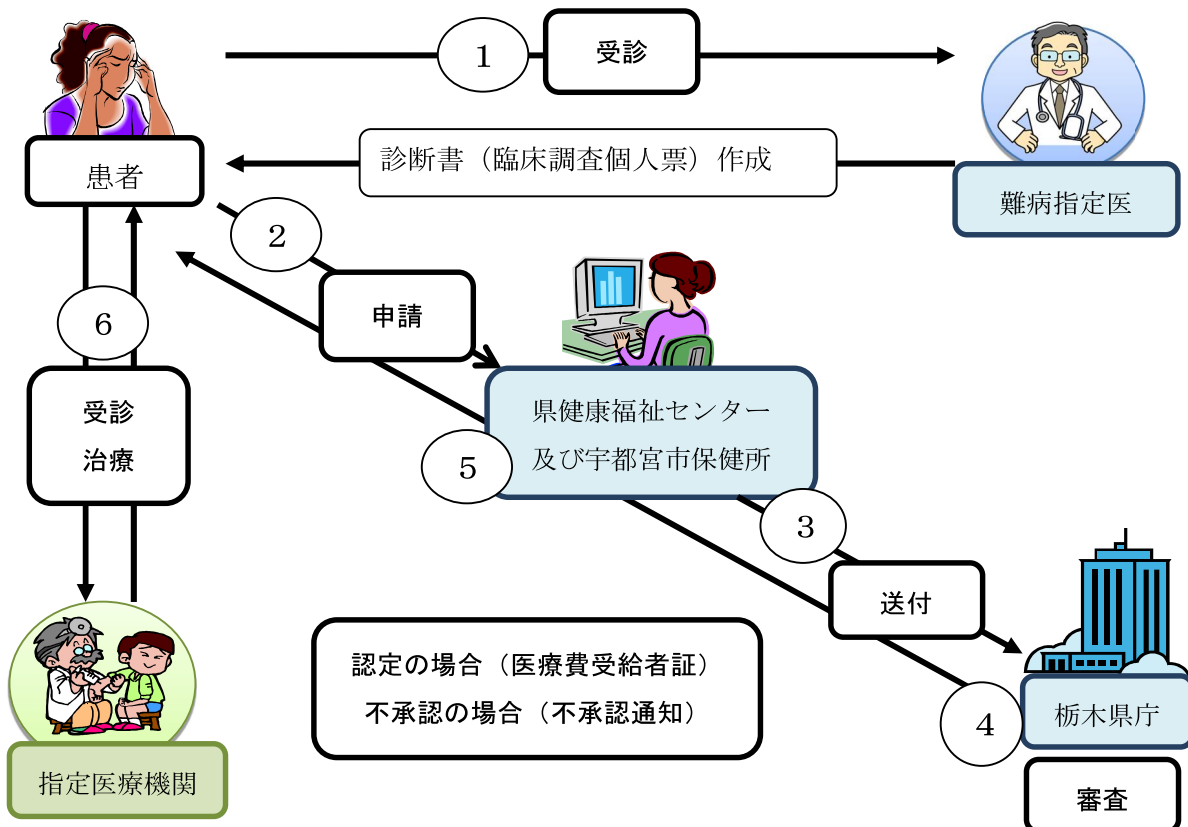 1
受診
診断書（臨床調査個人票）作成
患者
難病指定医
2
申請
6
受診
治療
県健康福祉センター
及び宇都宮市保健所
5
3
送付
認定の場合（医療費受給者証）
不承認の場合（不承認通知）
4
栃木県庁
指定医療機関
審査